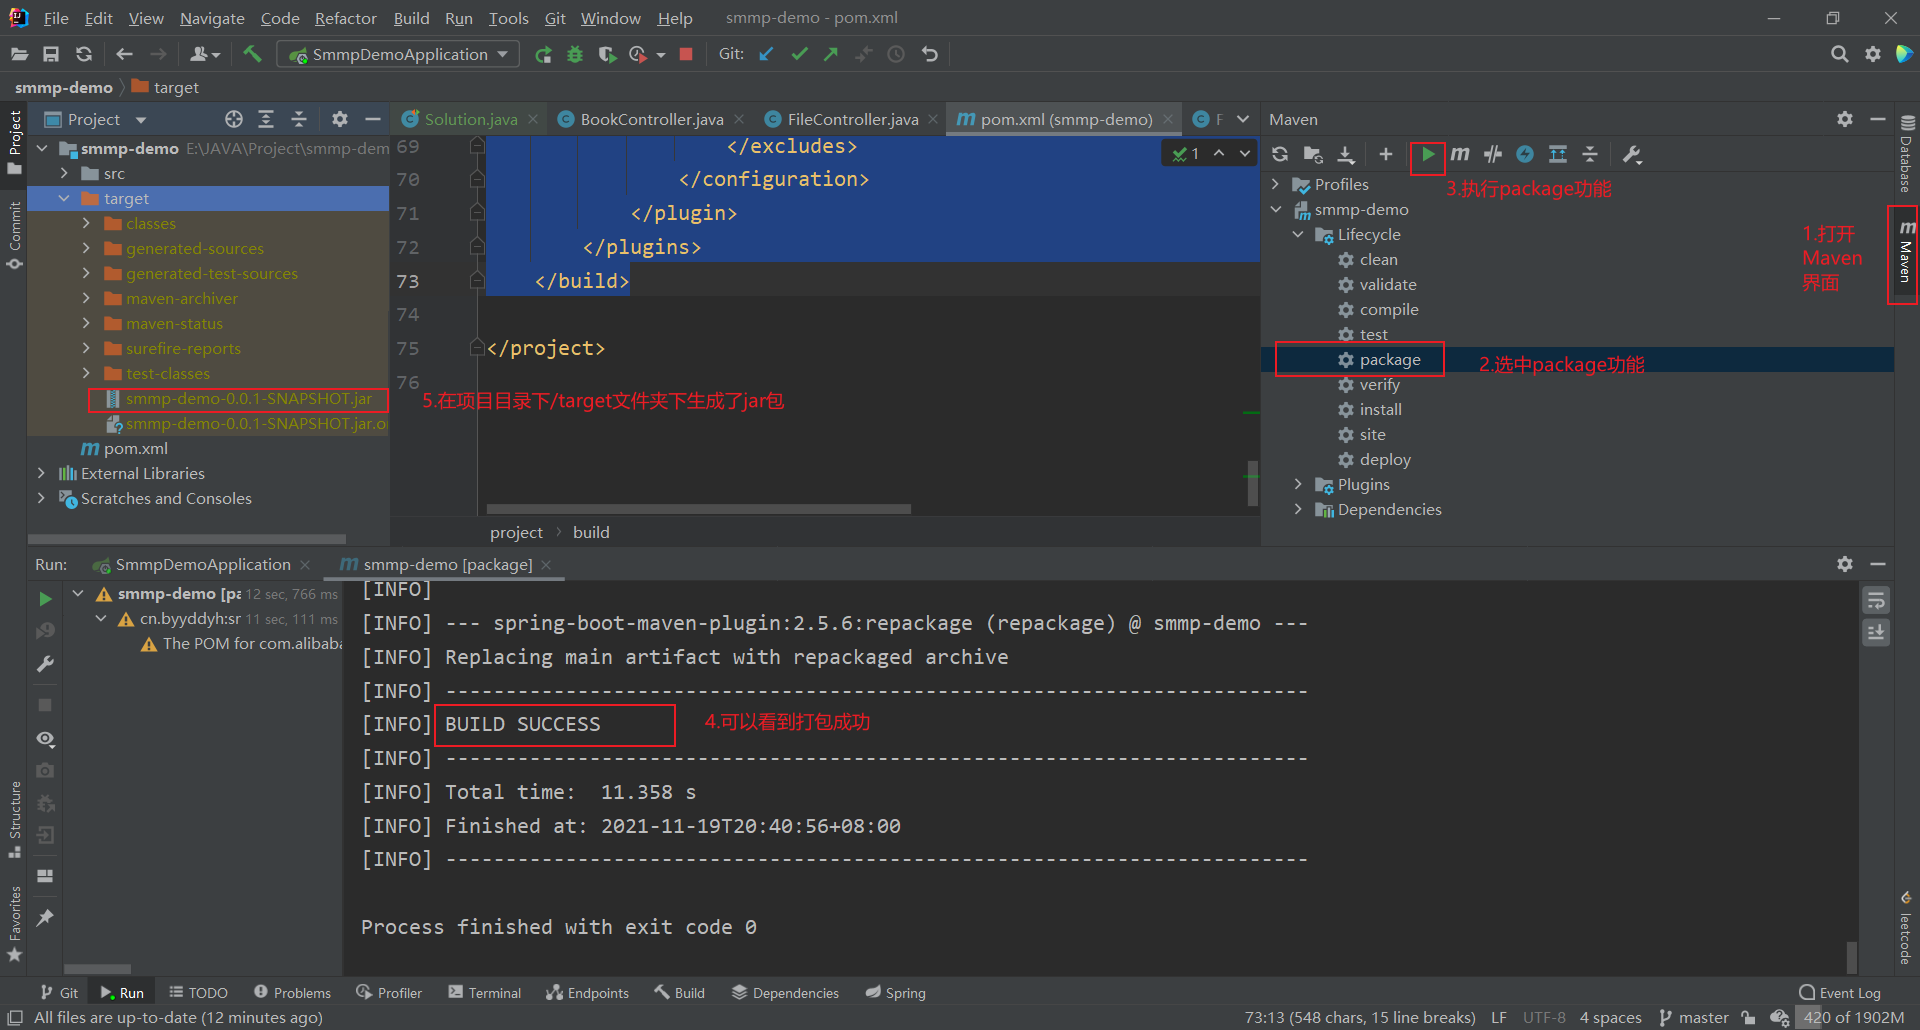 File Edit View Navigate Code Refactor Build Run Tools Git Window Help smmp-demo - pom.xml
SmmpDemoApplication Git:
smmp-demo target
Project
Solution.java BookController.java FileController.java pom.xml (smmp-demo) F
Maven
smmp-demo E:\JAVA\Project\smmp-dem
src
target
classes
generated-sources
generated-test-sources
maven-archiver
maven-status
surefire-reports
test-classes
smmp-demo-0.0.1-SNAPSHOT.jar
smmp-demo-0.0.1-SNAPSHOT.jar.o
pom.xml
External Libraries
Scratches and Consoles
69 </excludes>
70 </configuration>
71 </plugin>
72 </plugins>
73 </build>
74
75 </project>
76
1
5.在项目目录下/target文件夹下生成了jar包
project build
3.执行package功能
Profiles
smmp-demo
Lifecycle
clean
validate
compile
test
package
verify
install
site
deploy
Plugins
Dependencies
1.打开
Maven
界面
2.选中package功能
Project
Commit
Structure
Favorites
Database
Maven
leetcode
Run: SmmpDemoApplication smmp-demo [package]
smmp-demo [pa 12 sec, 766 ms
cn.byyddyh:sr 11 sec, 111 ms
The POM for com.alibaba
[INFO]
[INFO] --- spring-boot-maven-plugin:2.5.6:repackage (repackage) @ smmp-demo ---
[INFO] Replacing main artifact with repackaged archive
[INFO] ------------------------------------------------------------------------
[INFO] BUILD SUCCESS
4.可以看到打包成功
[INFO] ------------------------------------------------------------------------
[INFO] Total time:  11.358 s
[INFO] Finished at: 2021-11-19T20:40:56+08:00
[INFO] ------------------------------------------------------------------------
Process finished with exit code 0
Git Run TODO Problems Profiler Terminal Endpoints Build Dependencies Spring Event Log
All files are up-to-date (12 minutes ago) 73:13 (548 chars, 15 line breaks) LF UTF-8 4 spaces master 420 of 1902M